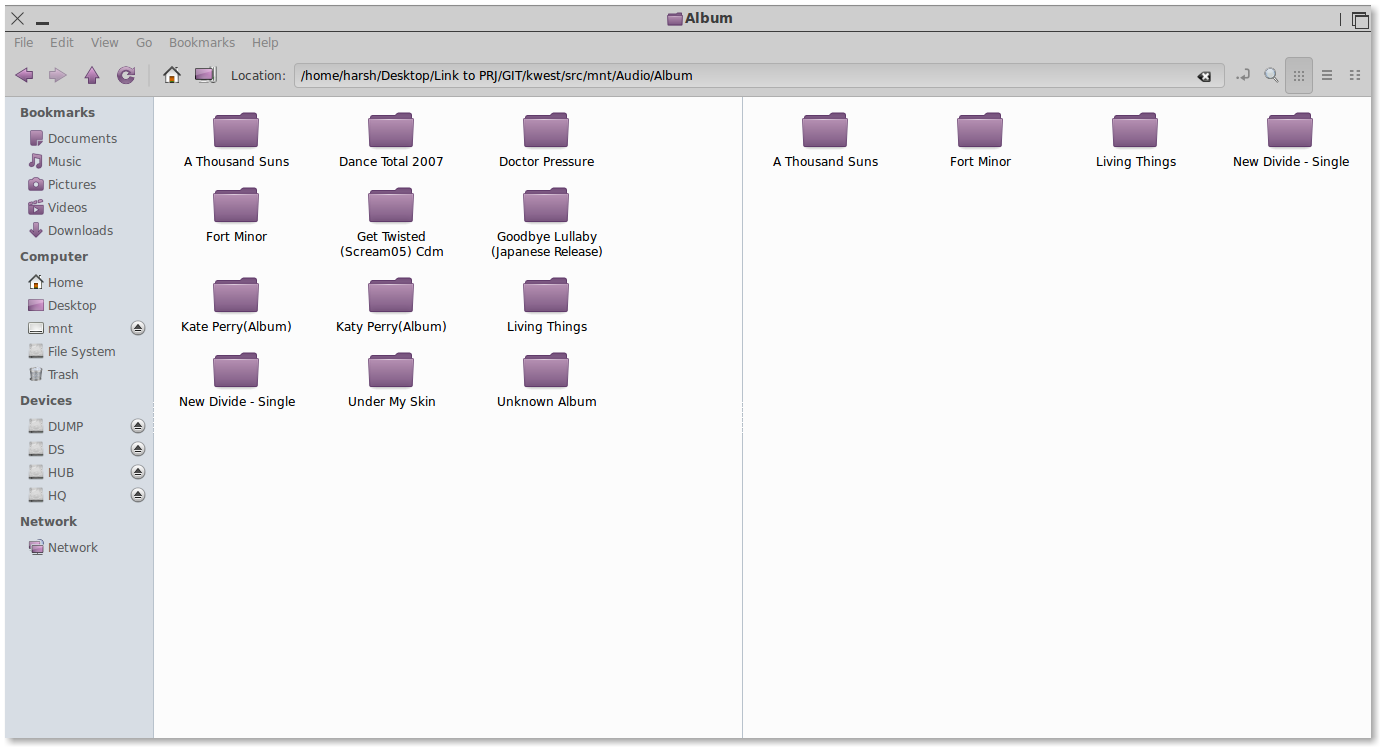 Album
File Edit View Go Bookmarks Help
Location: /home/harsh/Desktop/Link to PRJ/GIT/kwest/src/mnt/Audio/Album
Bookmarks
Documents
Music
Pictures
Videos
Downloads
Computer
Home
Desktop
mnt
File System
Trash
Devices
DUMP
DS
HUB
HQ
Network
Network
A Thousand Suns Dance Total 2007 Doctor Pressure
Fort Minor Get Twisted Goodbye Lullaby
(Scream05) Cdm (Japanese Release)
Kate Perry(Album) Katy Perry(Album) Living Things
New Divide - Single Under My Skin Unknown Album
A Thousand Suns Fort Minor Living Things New Divide - Single